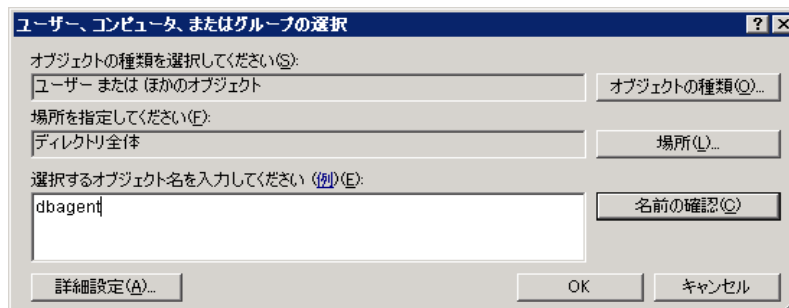 ユーザー、コンピュータ、またはグループの選択
オブジェクトの種類を選択してください(S):
ユーザー または ほかのオブジェクト
オブジェクトの種類(O)...
場所を指定してください(F):
ディレクトリ全体
場所(L)...
選択するオブジェクト名を入力してください (例)(E):
dbagent
名前の確認(C)
詳細設定(A)...
OK
キャンセル